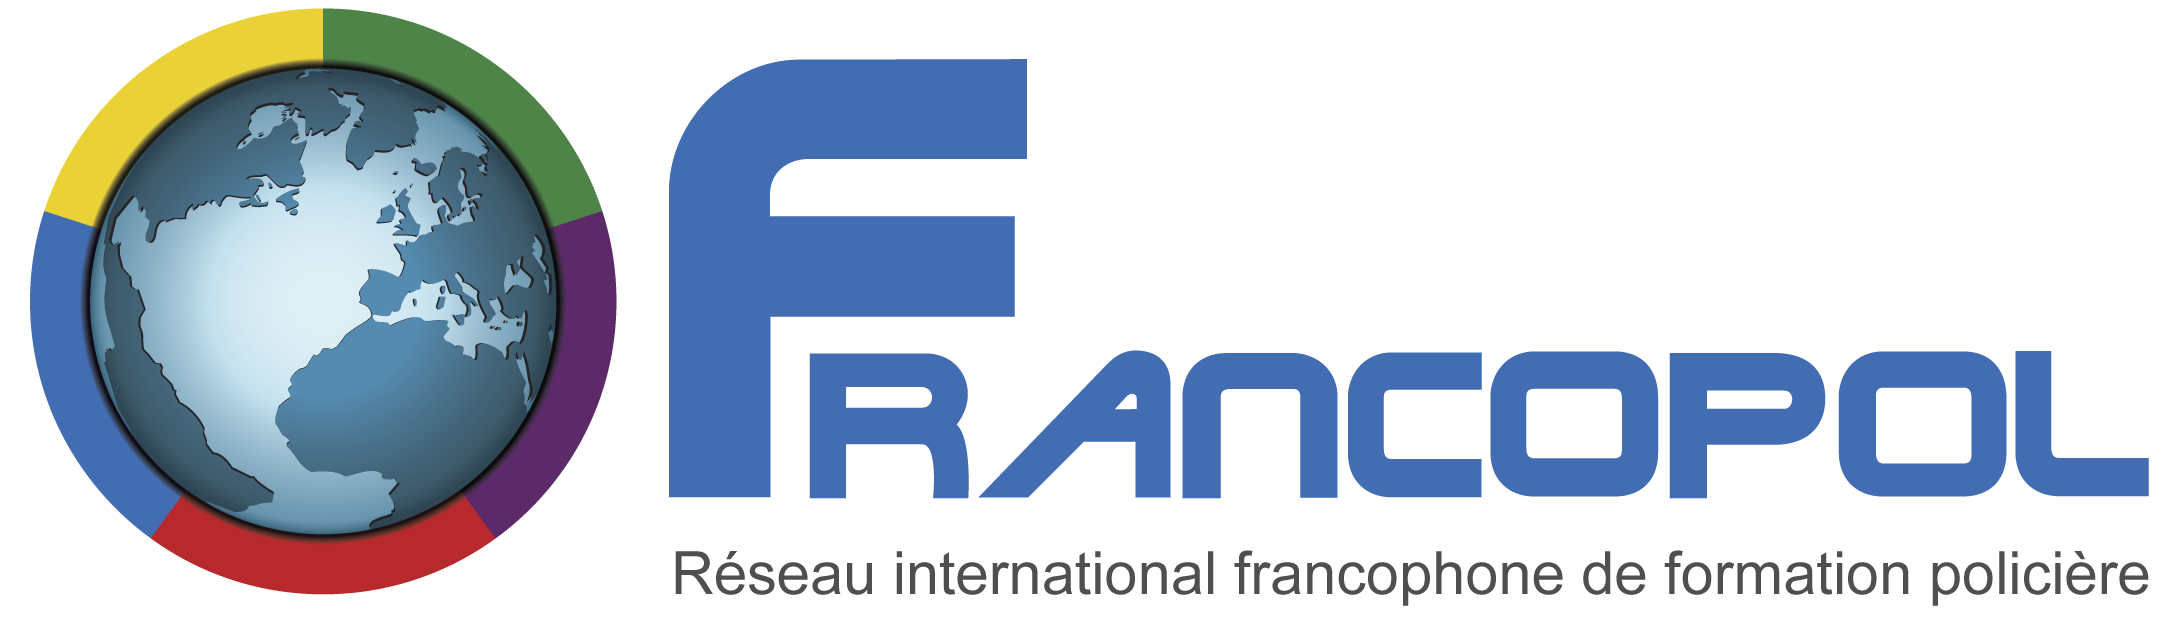 FRANCOPOL
Réseau international francophone de formation policière